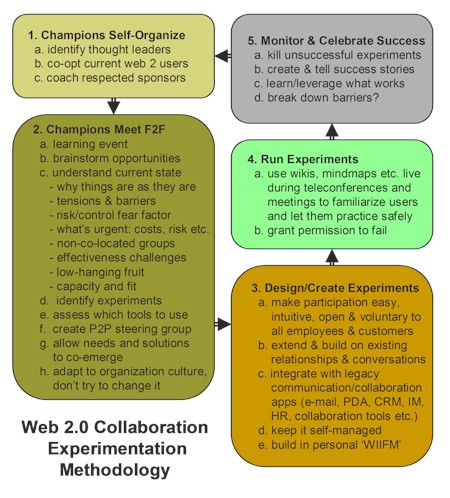 1. Champions Self-Organize
a. identify thought leaders
b. co-opt current web 2 users
c. coach respected sponsors
2. Champions Meet F2F
a. learning event
b. brainstorm opportunities
c. understand current state
- why things are as they are
- tensions & barriers
- risk/control fear factor
- what's urgent: costs, risk etc.
- non-co-located groups
- effectiveness challenges
- low-hanging fruit
- capacity and fit
d. identify experiments
e. assess which tools to use
f. create P2P steering group
g. allow needs and solutions
to co-emerge
h. adapt to organization culture,
don't try to change it
3. Design/Create Experiments
a. make participation easy,
intuitive, open & voluntary to
all employees & customers
b. extend & build on existing
relationships & conversations
c. integrate with legacy
communication/collaboration
apps (e-mail, PDA, CRM, IM,
HR, collaboration tools etc.)
d. keep it self-managed
e. build in personal 'WIIFM'
4. Run Experiments
a. use wikis, mindmaps etc. live
during teleconferences and
meetings to familiarize users
and let them practice safely
b. grant permission to fail
5. Monitor & Celebrate Success
a. kill unsuccessful experiments
b. create & tell success stories
c. learn/leverage what works
d. break down barriers?
Web 2.0 Collaboration
Experimentation
Methodology